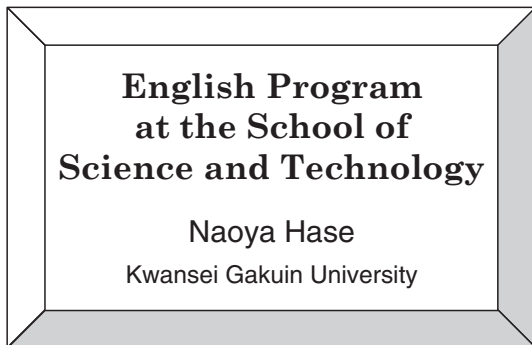 English Program
at the School of
Science and Technology
Naoya Hase
Kwansei Gakuin University